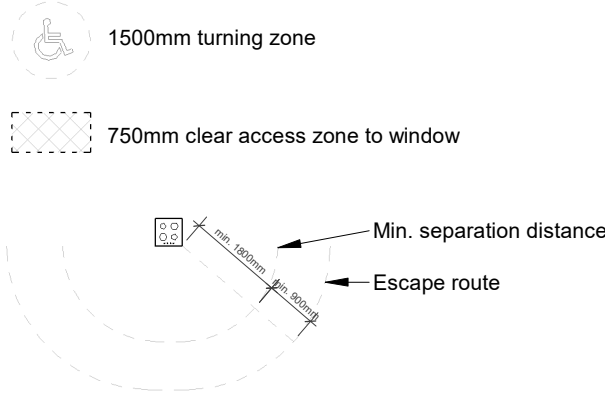 1500mm turning zone
750mm clear access zone to window
min. 1800mm
min. 900mm
Min. separation distance
Escape route